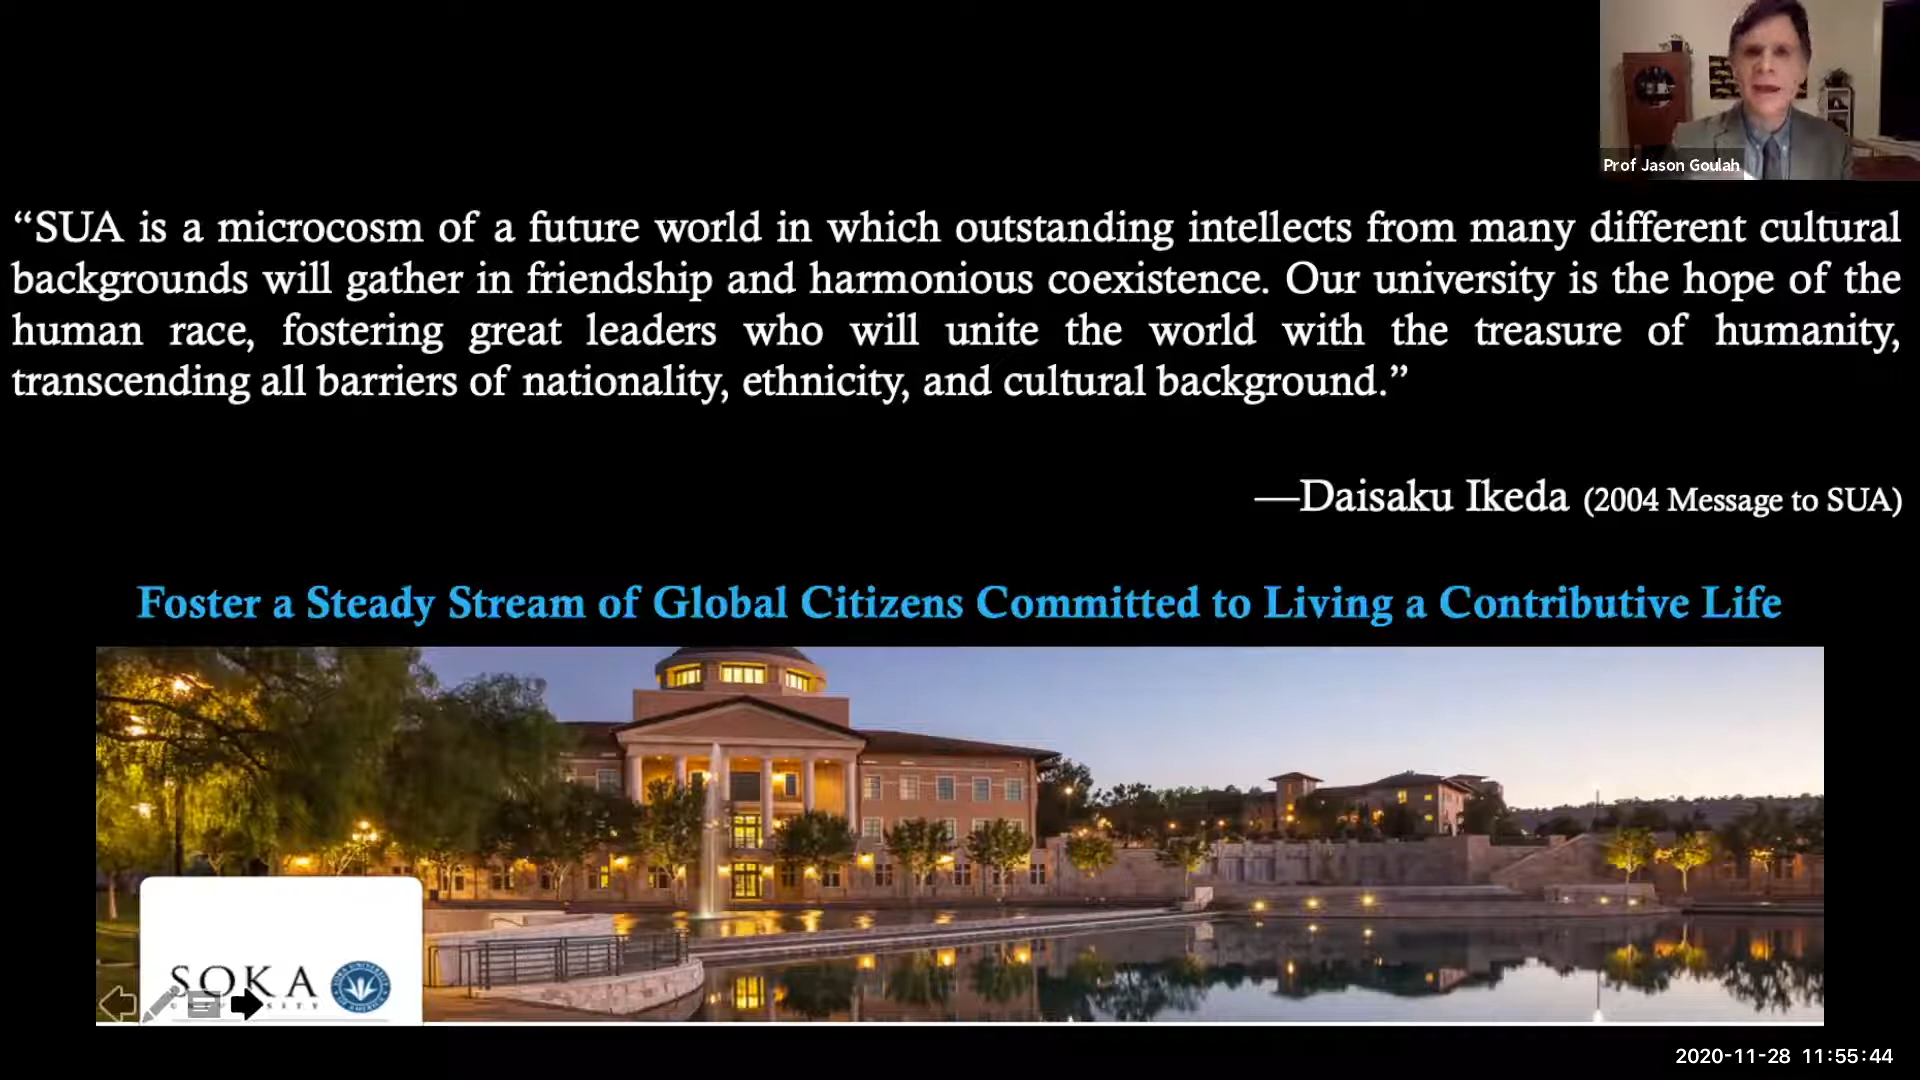 Prof Jason Goulah
“SUA is a microcosm of a future world in which outstanding intellects from many different cultural
backgrounds will gather in friendship and harmonious coexistence. Our university is the hope of the
human race, fostering great leaders who will unite the world with the treasure of humanity,
transcending all barriers of nationality, ethnicity, and cultural background.”
—Daisaku Ikeda (2004 Message to SUA)
Foster a Steady Stream of Global Citizens Committed to Living a Contributive Life
SOKA
2020-11-28 11:55:44